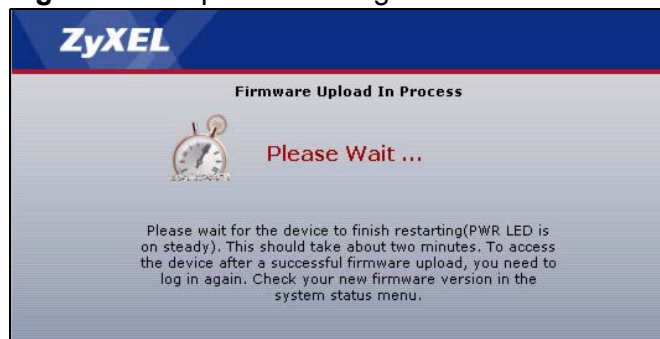 ZyXEL
Firmware Upload In Process
Please Wait ...
Please wait for the device to finish restarting(PWR LED is
on steady). This should take about two minutes. To access
the device after a successful firmware upload, you need to
log in again. Check your new firmware version in the
system status menu.